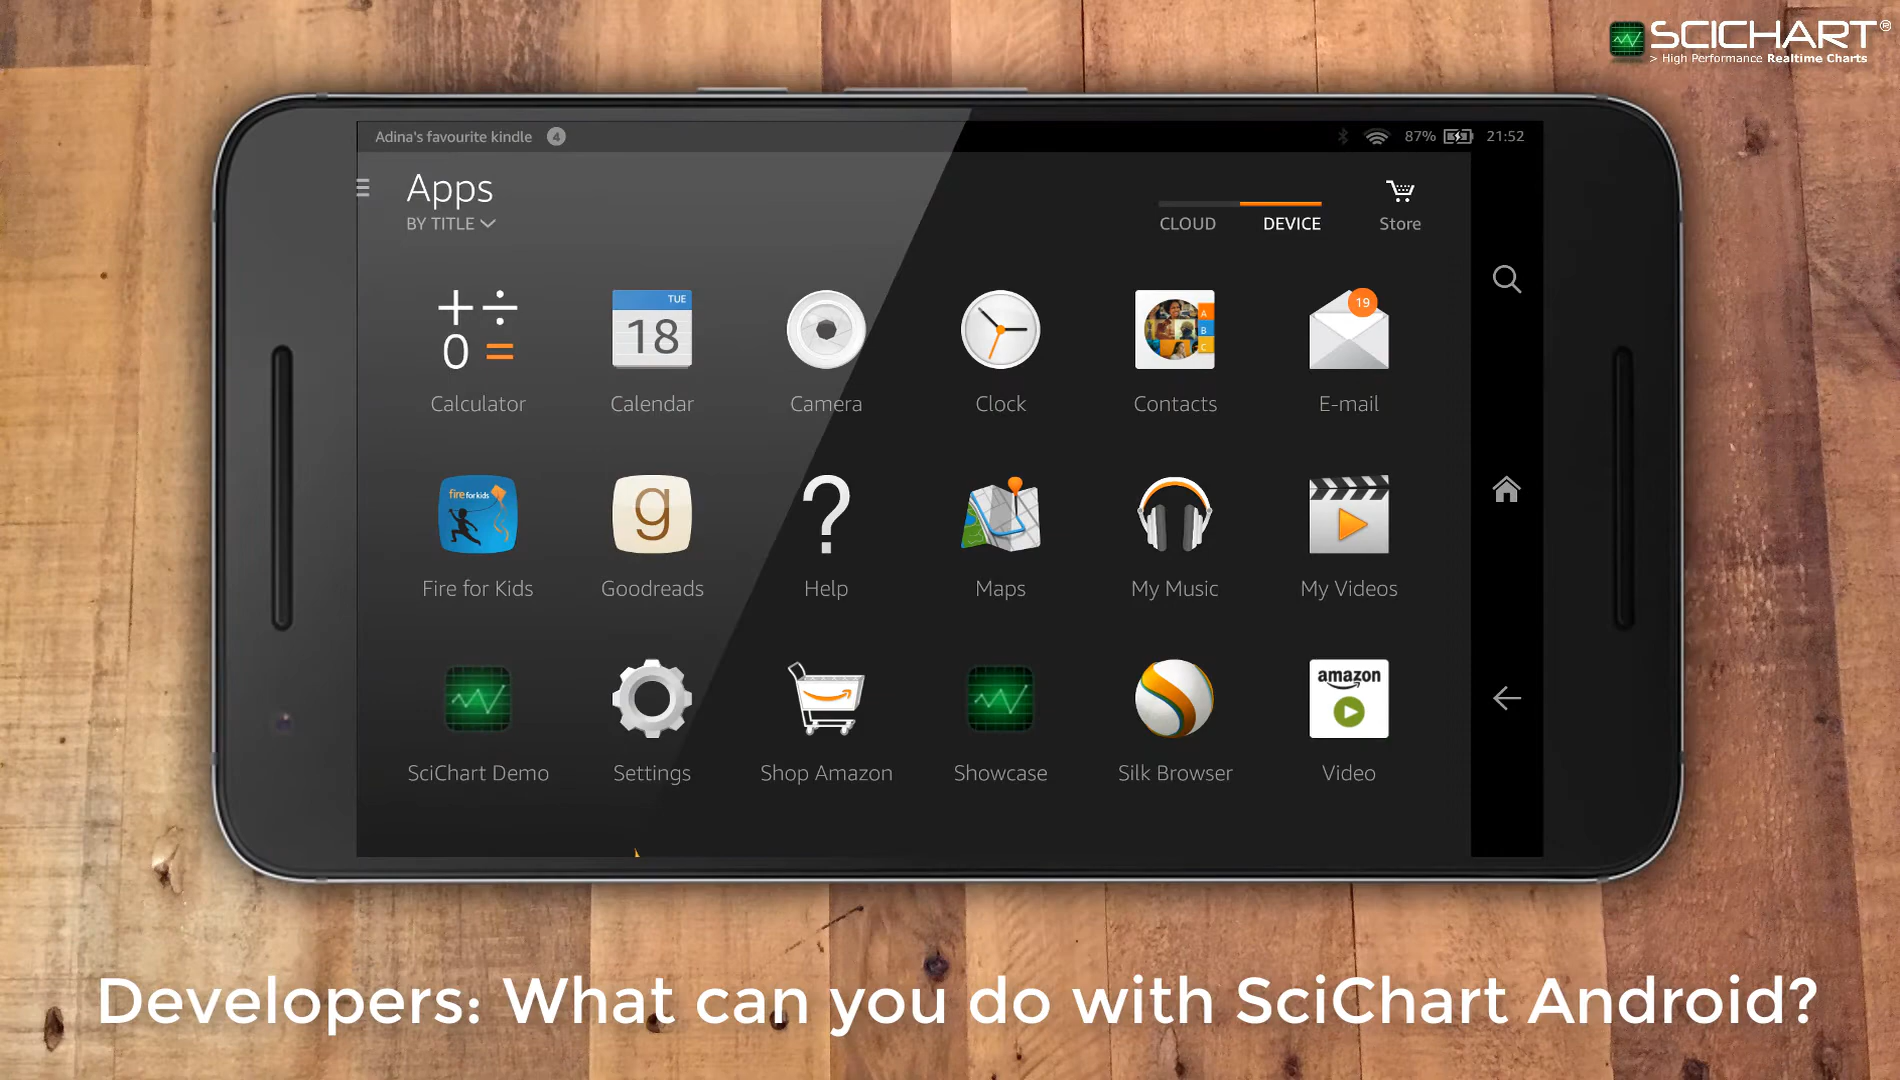 SCICHART®
> High Performance Realtime Charts
Adina's favourite kindle 4
87% 21:52
Apps
BY TITLE
CLOUD DEVICE Store
TUE
18
19
A
B
C
+ ÷
0 =
Calculator Calendar Camera Clock Contacts E-mail
fire for kids
g
?
Fire for Kids Goodreads Help Maps My Music My Videos
amazon
SciChart Demo Settings Shop Amazon Showcase Silk Browser Video
Developers: What can you do with SciChart Android?